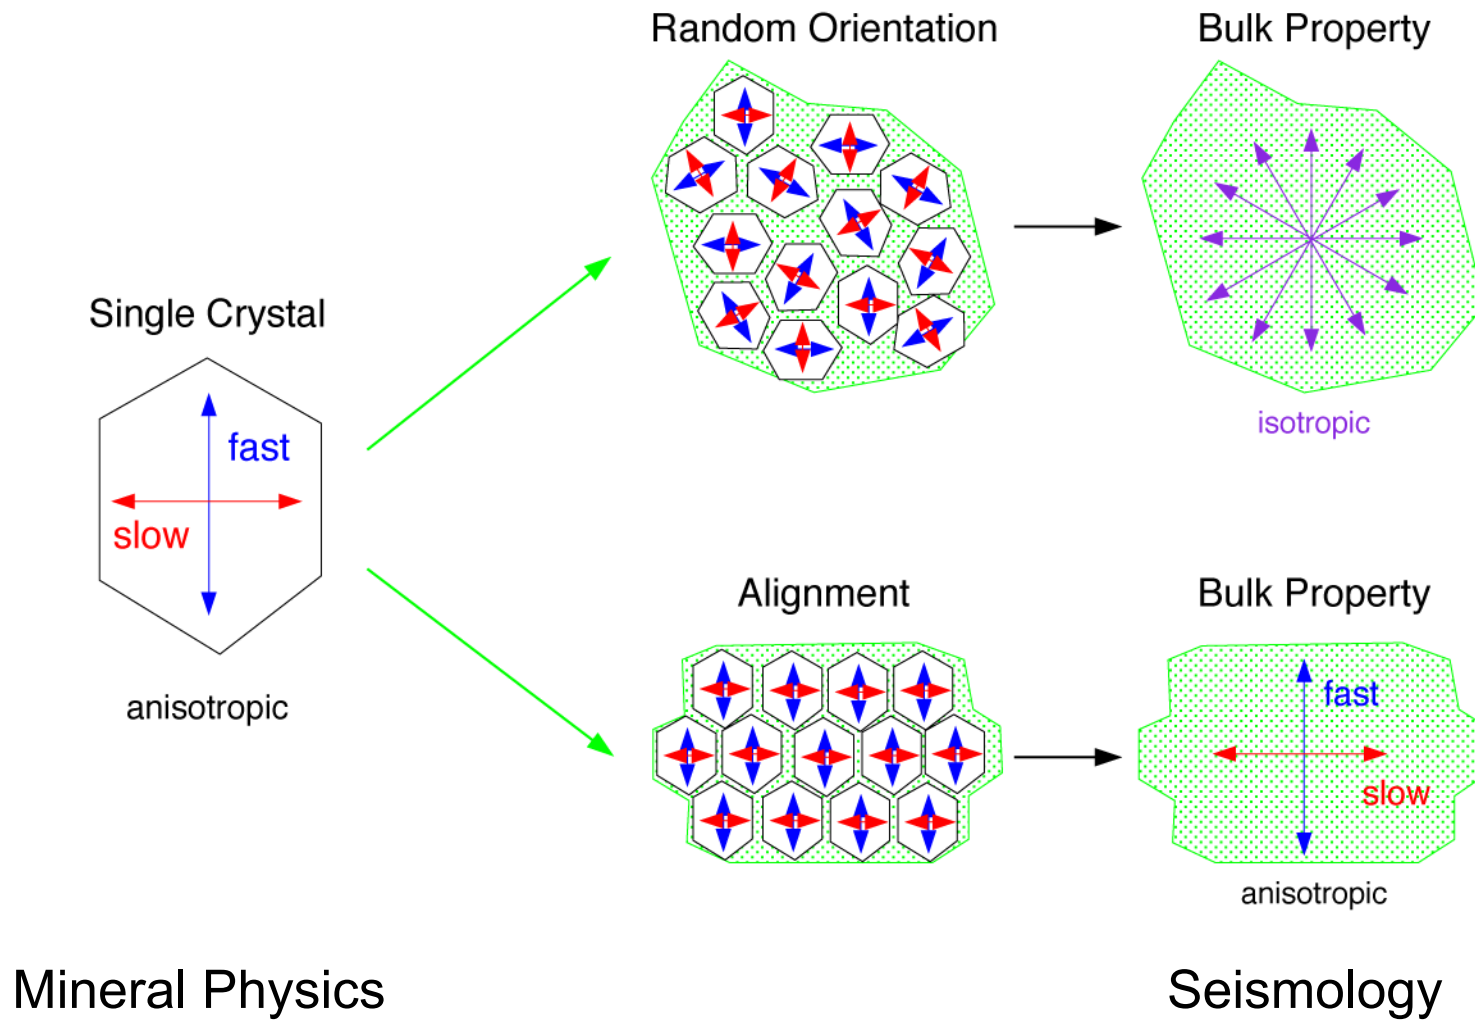 Random Orientation
Bulk Property
Single Crystal
fast
slow
anisotropic
isotropic
Alignment
Bulk Property
fast
slow
anisotropic
Mineral Physics
Seismology